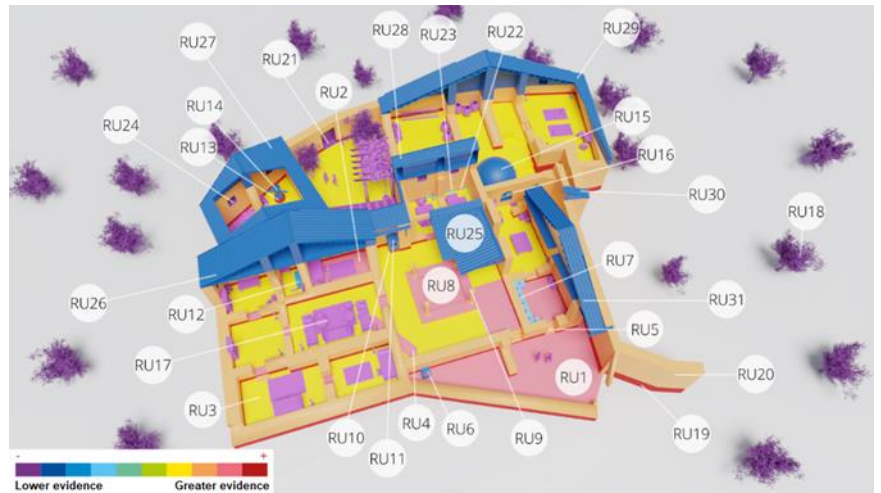 RU27
RU28
RU23
RU22
RU29
RU21
RU14
RU2
RU24
RU13
RU15
RU16
RU30
RU18
RU25
RU7
RU8
RU26
RU12
RU31
RU5
RU17
RU1
RU20
RU3
RU4
RU6
RU9
RU10
RU19
RU11
- +
Lower evidence Greater evidence